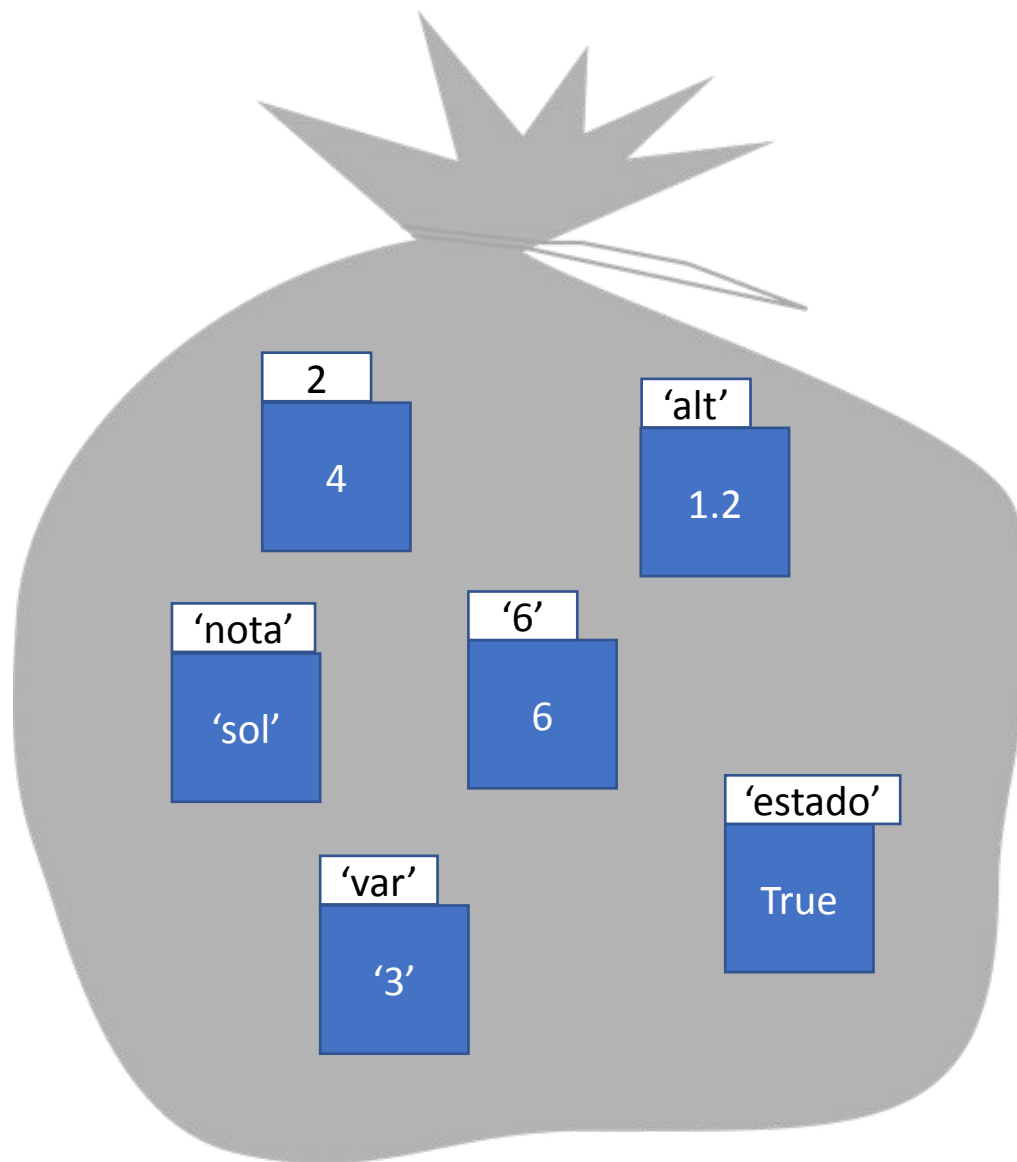 2
4
‘alt’
1.2
‘nota’
‘sol’
‘6’
6
‘estado’
True
‘var’
‘3’